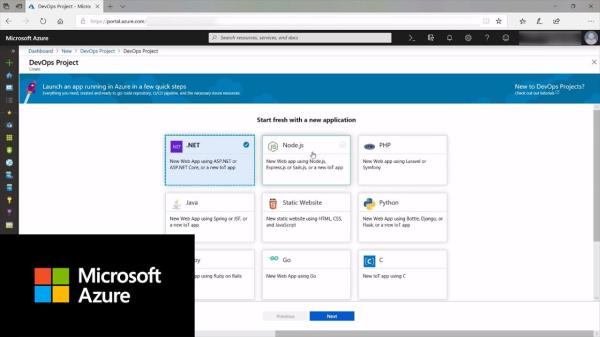 DevOps Project - Microsoft
https://portal.azure.com/
Microsoft Azure
Search resources, services, and docs
Dashboard > New > DevOps Project > DevOps Project
DevOps Project
Create
Launch an app running in Azure in a few quick steps
Everything you need, created and ready to go: code repository, CI/CD pipeline, and the necessary Azure resources.
New to DevOps Projects?
Check out our tutorials
Start fresh with a new application
.NET
New Web App using ASP.NET or
ASP.NET Core, or a new IoT app
Node.js
New Web app using Node.js,
Express.js or Sails.js, or a new IoT app
PHP
New Web App using Laravel or
Symfony
Java
New Web App using Spring or JSF, or
a new IoT app
Static Website
New static website using HTML, CSS,
and JavaScript
Python
New Web App using Bottle, Django, or
Flask, or a new IoT app
by
App using Ruby on Rails
Go
New Web App using Go
C
New IoT app using C
Previous
Next
Microsoft
Azure